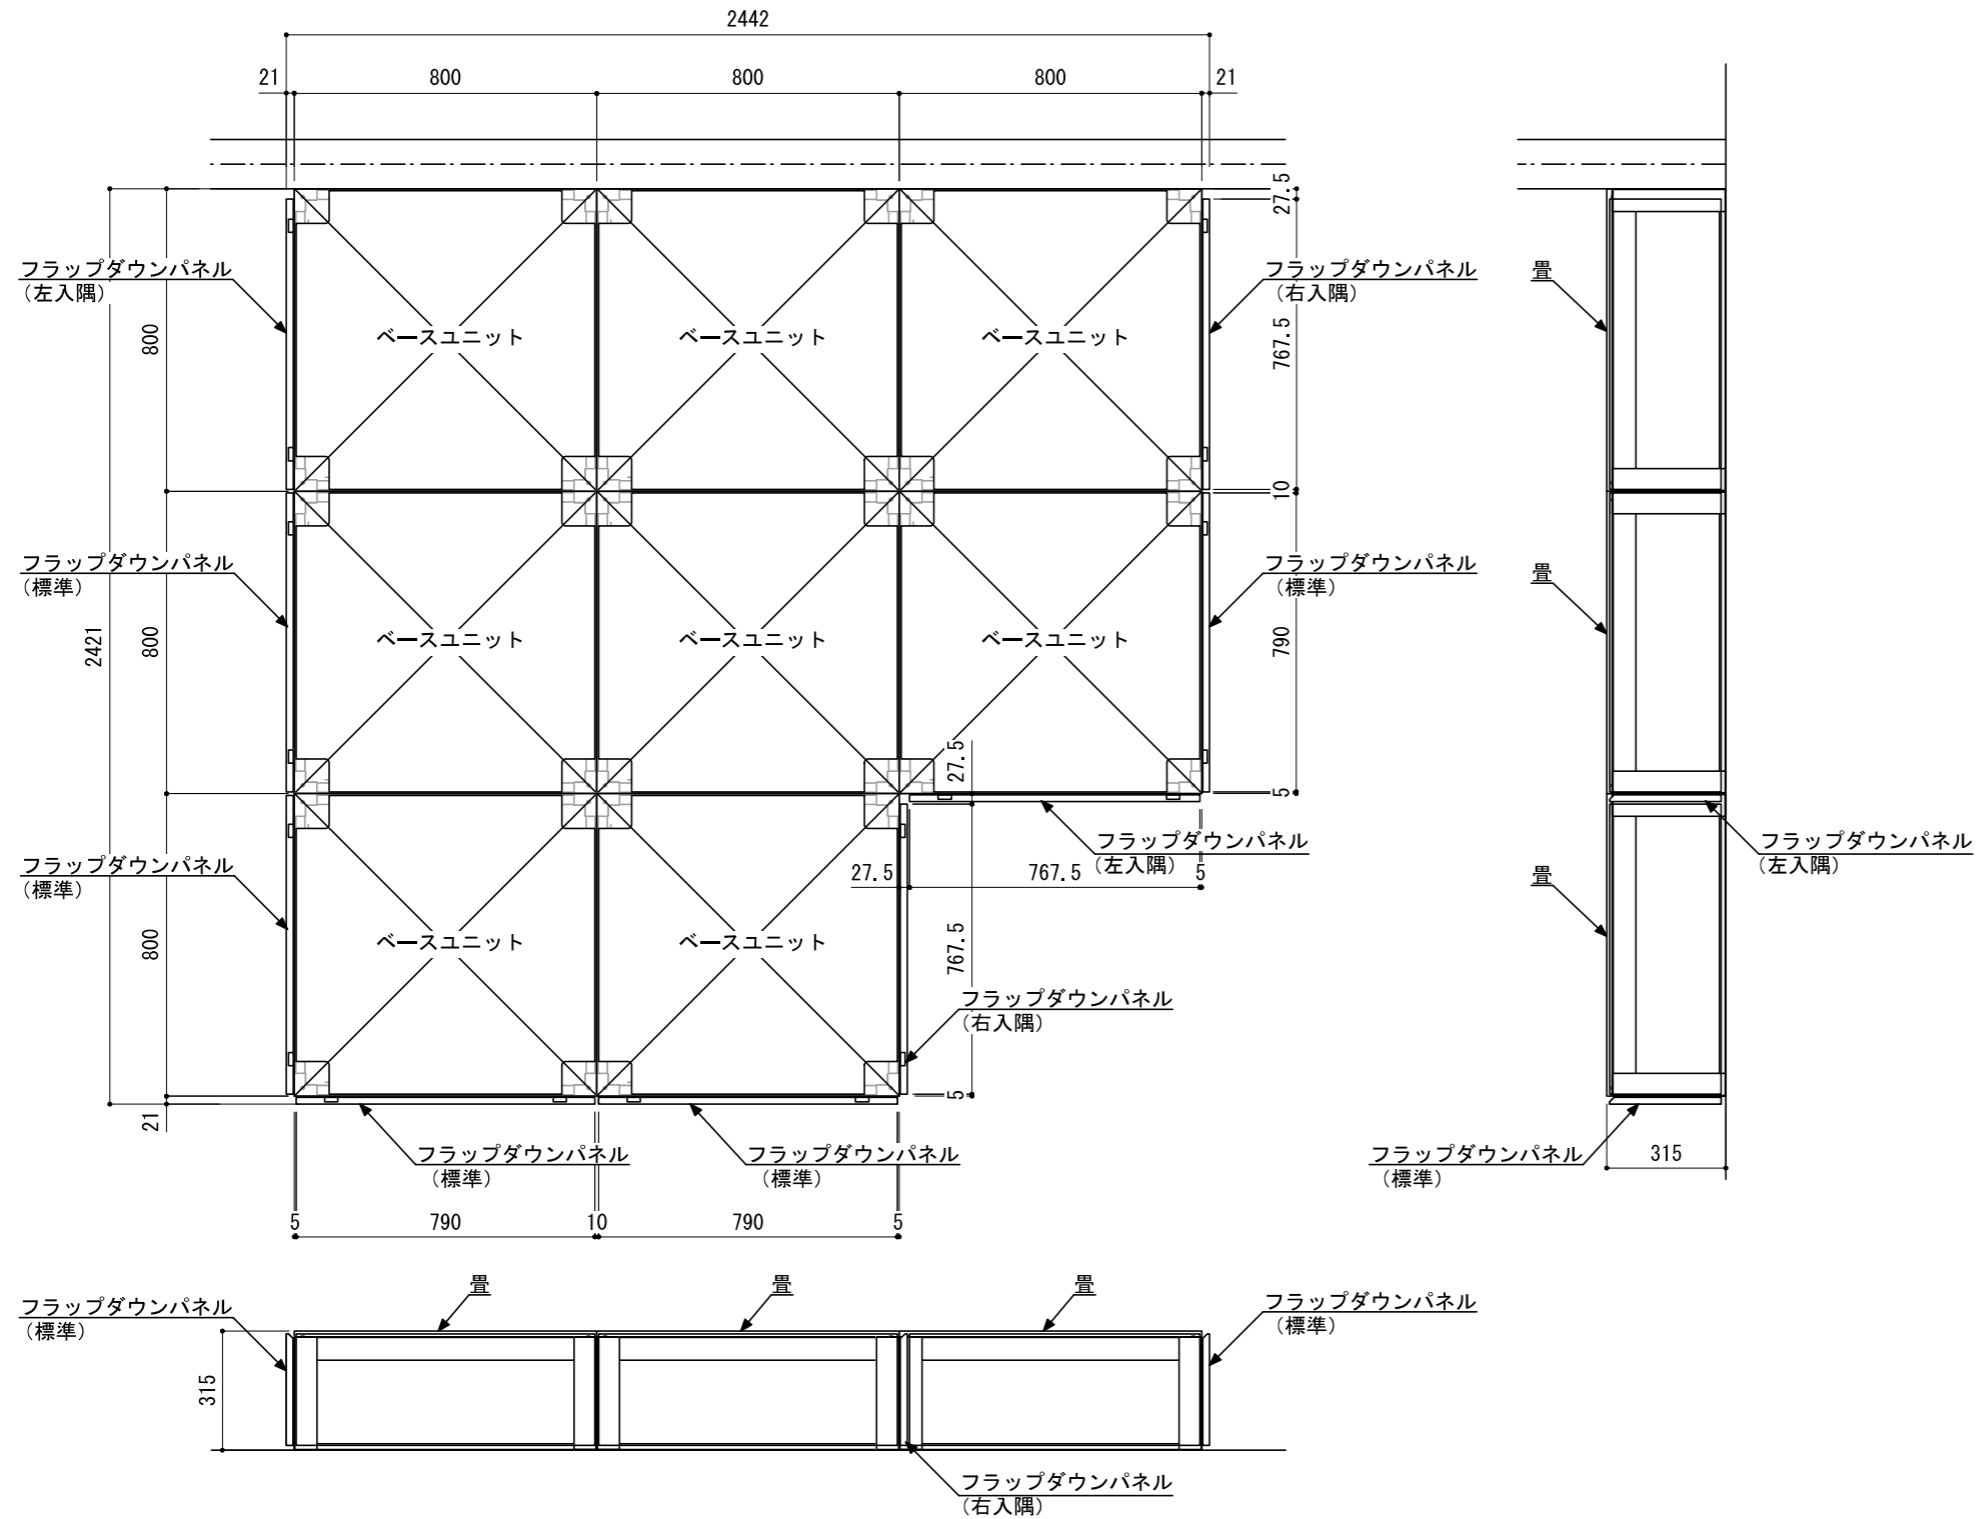 2442
21
800
800
800
21
27.5
フラップダウンパネル
（左入隅）
フラップダウンパネル
（右入隅）
畳
800
ベースユニット
ベースユニット
ベースユニット
767.5
10
フラップダウンパネル
（標準）
フラップダウンパネル
（標準）
畳
2421
800
ベースユニット
ベースユニット
ベースユニット
790
27.5
5
フラップダウンパネル
（標準）
フラップダウンパネル
（左入隅）
フラップダウンパネル
（左入隅）
27.5
767.5
5
畳
800
ベースユニット
ベースユニット
767.5
フラップダウンパネル
（右入隅）
5
21
フラップダウンパネル
（標準）
フラップダウンパネル
（標準）
フラップダウンパネル
（標準）
315
5
790
10
790
5
畳
畳
畳
フラップダウンパネル
（標準）
フラップダウンパネル
（標準）
315
フラップダウンパネル
（右入隅）